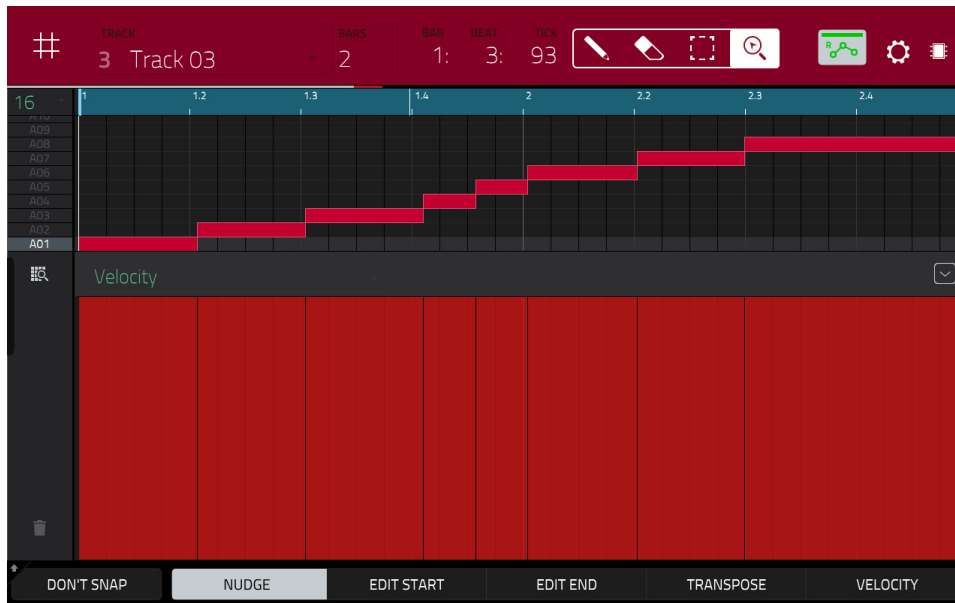 TRACK BARS BAR BEAT TICK
3 Track 03 2 1: 3: 93
R
16 1 1.2 1.3 1.4 2 2.2 2.3 2.4
A10
A09
A08
A07
A06
A05
A04
A03
A02
A01
Velocity
DON'T SNAP NUDGE EDIT START EDIT END TRANSPOSE VELOCITY